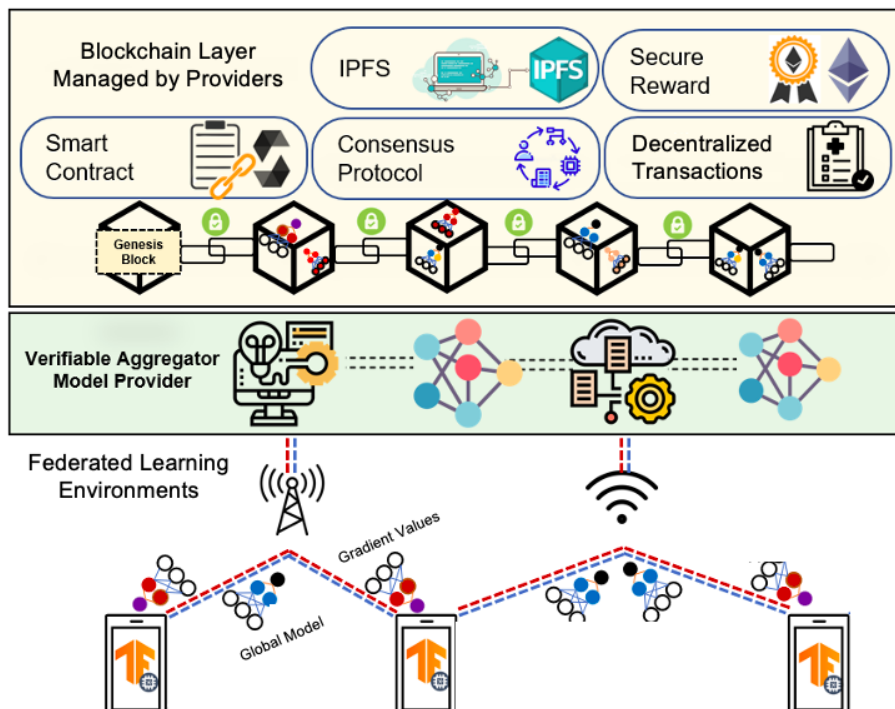 Blockchain Layer
Managed by Providers
IPFS
IPFS
Secure
Reward
Smart
Contract
Consensus
Protocol
Decentralized
Transactions
Genesis
Block
Verifiable Aggregator
Model Provider
Federated Learning
Environments
Gradient Values
Global Model